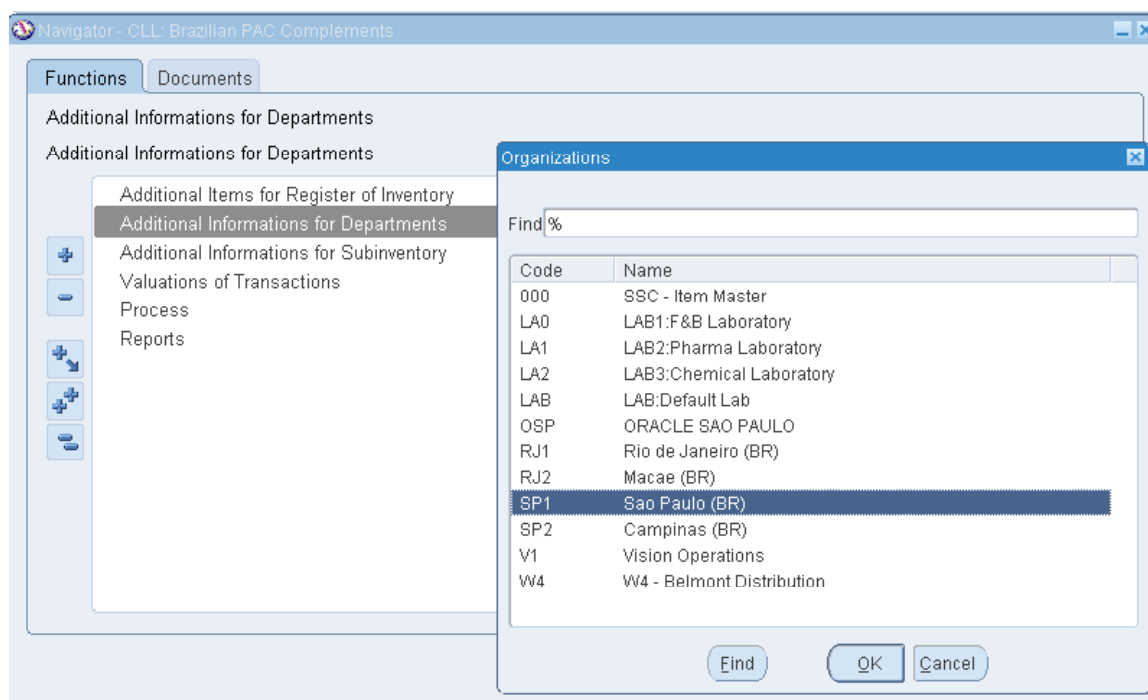 Navigator - CLL: Brazilian PAC Complements
Functions Documents
Additional Informations for Departments
Additional Informations for Departments
Additional Items for Register of Inventory
Additional Informations for Departments
Additional Informations for Subinventory
Valuations of Transactions
Process
Reports
Organizations
Find %
Code Name
000 SSC - Item Master
LA0 LAB1:F&B Laboratory
LA1 LAB2:Pharma Laboratory
LA2 LAB3:Chemical Laboratory
LAB LAB:Default Lab
OSP ORACLE SAO PAULO
RJ1 Rio de Janeiro (BR)
RJ2 Macae (BR)
SP1 Sao Paulo (BR)
SP2 Campinas (BR)
V1 Vision Operations
W4 W4 - Belmont Distribution
Find OK Cancel